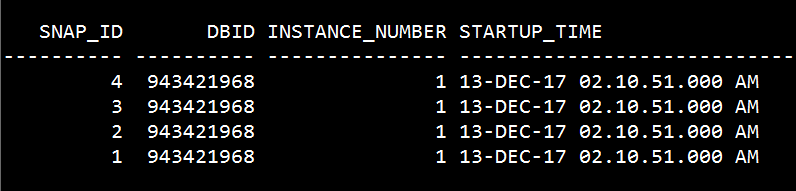 SNAP_ID DBID INSTANCE_NUMBER STARTUP_TIME
---------- ---------- --------------- -----------------------------
4 943421968 1 13-DEC-17 02.10.51.000 AM
3 943421968 1 13-DEC-17 02.10.51.000 AM
2 943421968 1 13-DEC-17 02.10.51.000 AM
1 943421968 1 13-DEC-17 02.10.51.000 AM